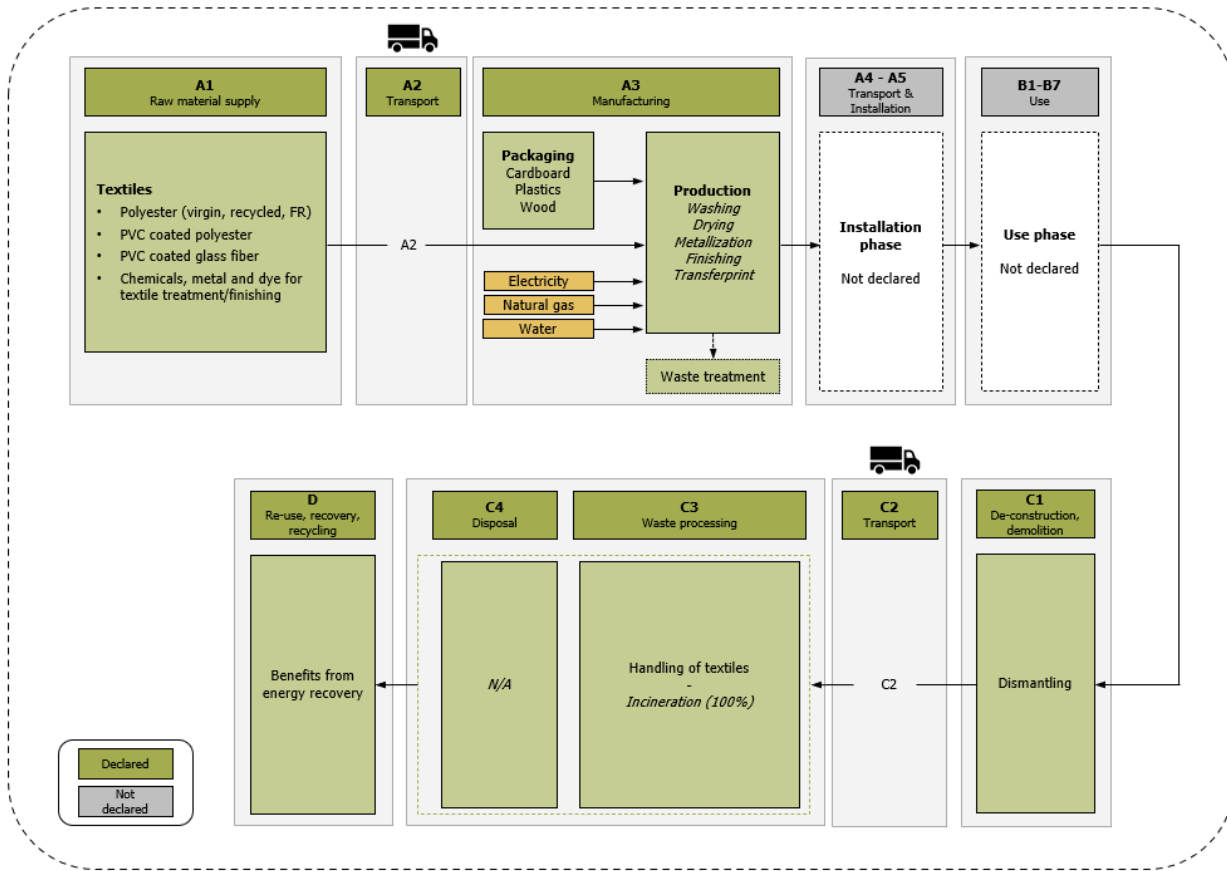 A1
Raw material supply
A2
Transport
A3
Manufacturing
A4 - A5
Transport &
Installation
B1-B7
Use
Textiles
• Polyester (virgin, recycled, FR)
• PVC coated polyester
• PVC coated glass fiber
• Chemicals, metal and dye for
textile treatment/finishing
A2
Packaging
Cardboard
Plastics
Wood
Electricity
Natural gas
Water
Production
Washing
Drying
Metallization
Finishing
Transferprint
Waste treatment
Installation
phase
Not declared
Use phase
Not declared
D
Re-use, recovery,
recycling
C4
Disposal
C3
Waste processing
C2
Transport
C1
De-construction,
demolition
Benefits from
energy recovery
N/A
Handling of textiles
-
Incineration (100%)
C2
Dismantling
Declared
Not
declared